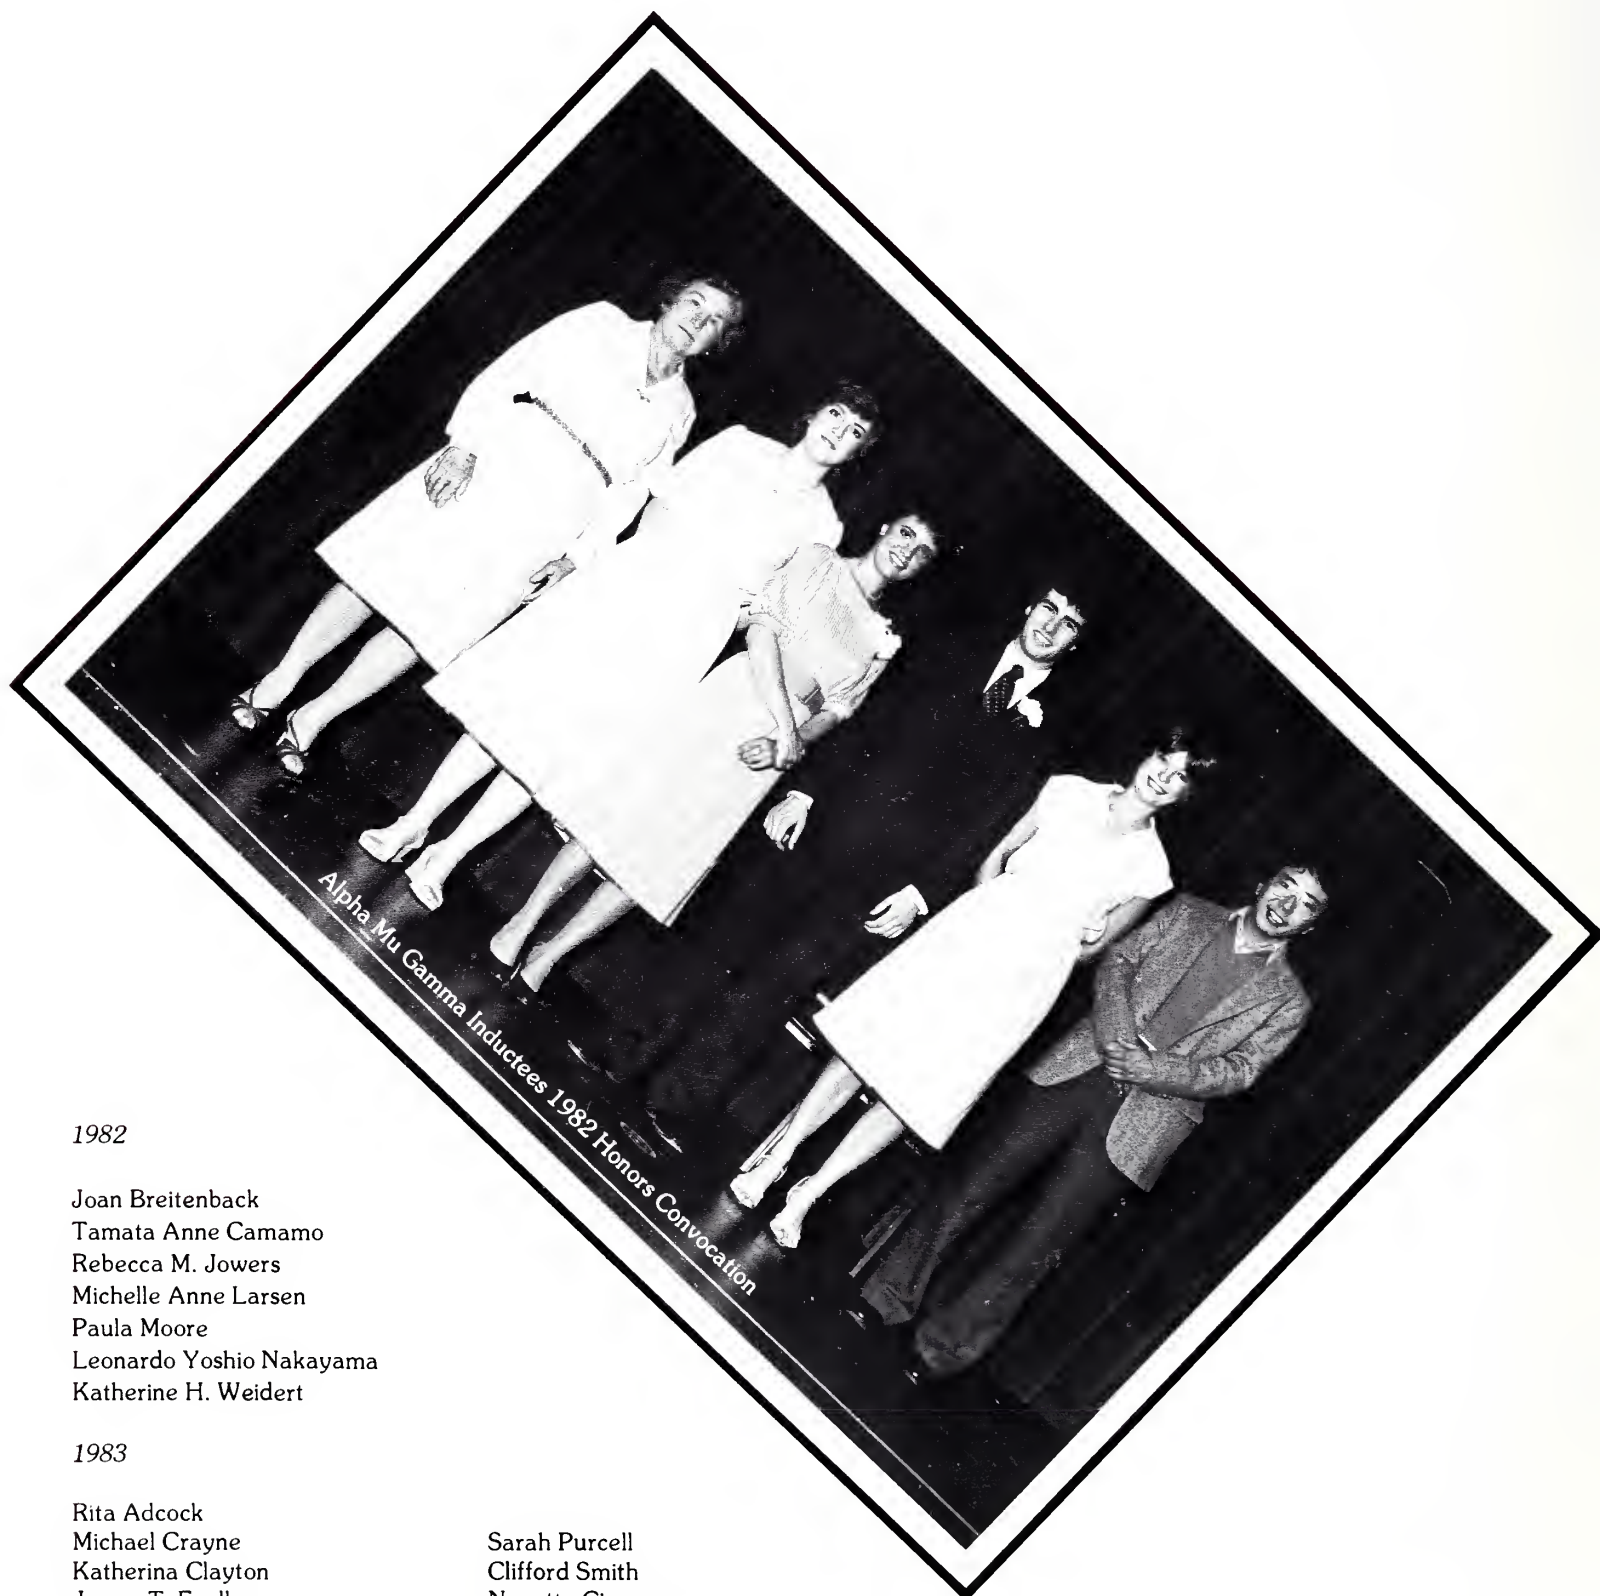 Alpha Mu Gamma Inductees 1982 Honors Convocation
1982
Joan Breitenback
Tamata Anne Camamo
Rebecca M. Jowers
Michelle Anne Larsen
Paula Moore
Leonardo Yoshio Nakayama
Katherine H. Weidert
1983
Rita Adcock
Michael Crayne
Katherina Clayton
Sarah Purcell
Clifford Smith